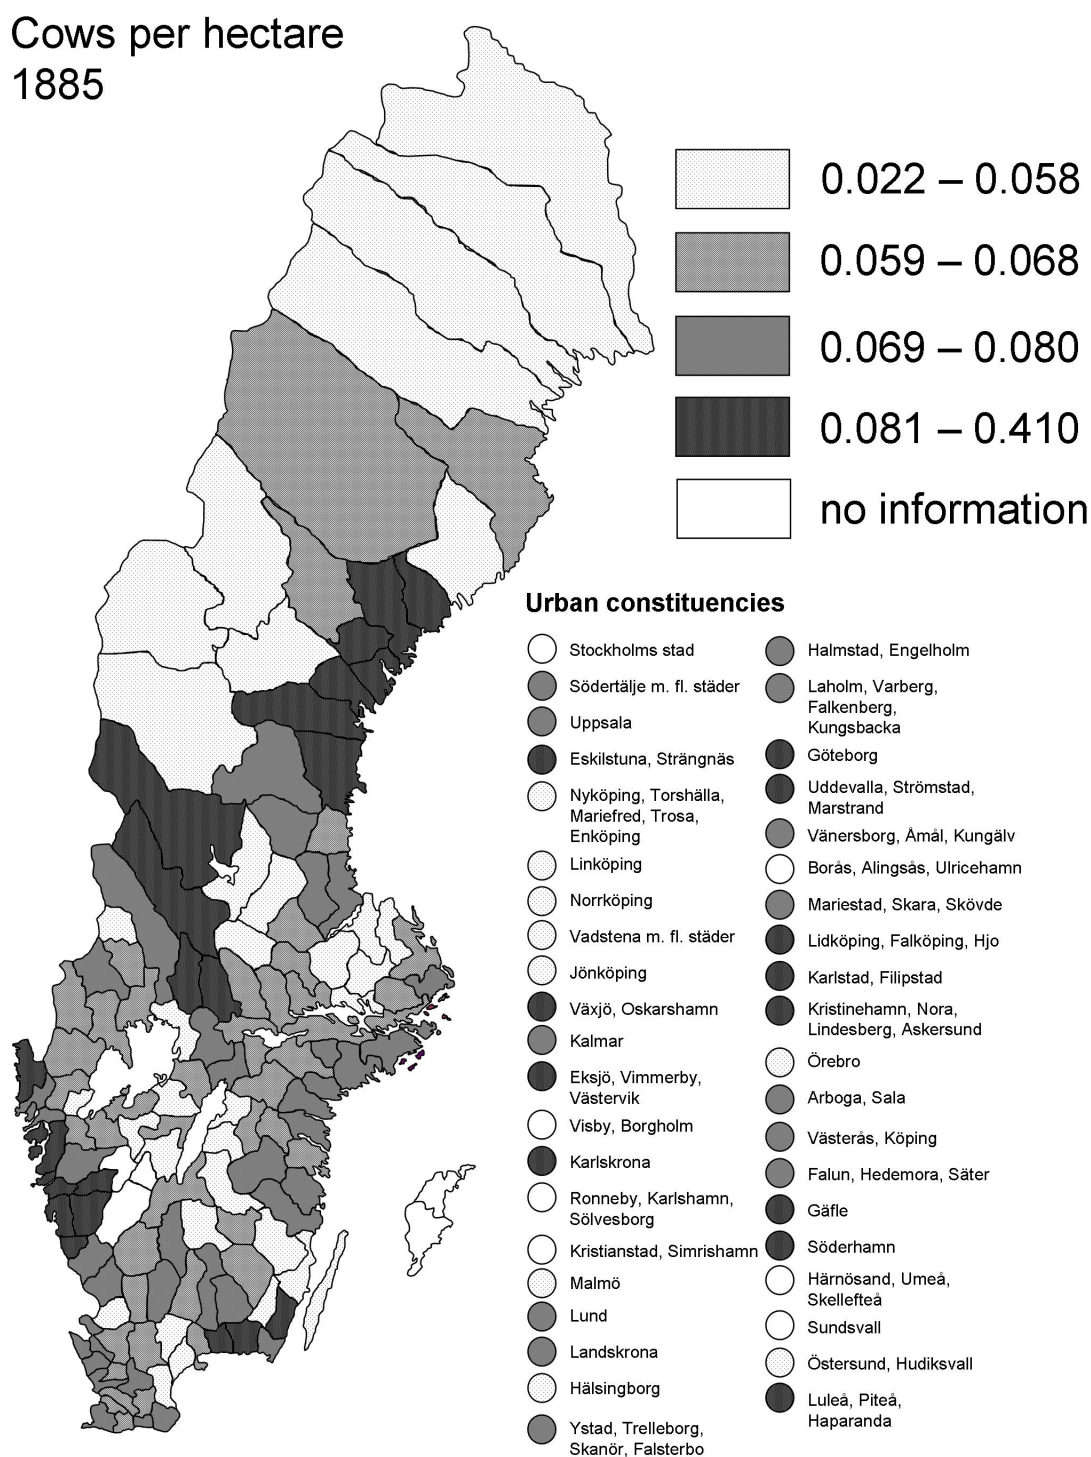 Cows per hectare
1885
0.022 – 0.058
0.059 – 0.068
0.069 – 0.080
0.081 – 0.410
no information
Urban constituencies
Stockholms stad
Södertälje m. fl. städer
Uppsala
Eskilstuna, Strängnäs
Nyköping, Torshälla,
Mariefred, Trosa,
Enköping
Linköping
Norrköping
Vadstena m. fl. städer
Jönköping
Växjö, Oskarshamn
Kalmar
Eksjö, Vimmerby,
Västervik
Visby, Borgholm
Karlskrona
Ronneby, Karlshamn,
Sölvesborg
Kristianstad, Simrishamn
Malmö
Lund
Landskrona
Hälsingborg
Ystad, Trelleborg,
Skanör, Falsterbo
Halmstad, Engelholm
Laholm, Varberg,
Falkenberg,
Kungsbacka
Göteborg
Uddevalla, Strömstad,
Marstrand
Vänersborg, Åmål, Kungälv
Borås, Alingsås, Ulricehamn
Mariestad, Skara, Skövde
Lidköping, Falköping, Hjo
Karlstad, Filipstad
Kristinehamn, Nora,
Lindesberg, Askersund
Örebro
Arboga, Sala
Västerås, Köping
Falun, Hedemora, Säter
Gäfle
Söderhamn
Härnösand, Umeå,
Skellefteå
Sundsvall
Östersund, Hudiksvall
Luleå, Piteå,
Haparanda